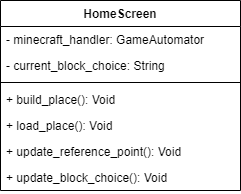 HomeScreen
- minecraft_handler: GameAutomator
- current_block_choice: String
+ build_place(): Void
+ load_place(): Void
+ update_reference_point(): Void
+ update_block_choice(): Void